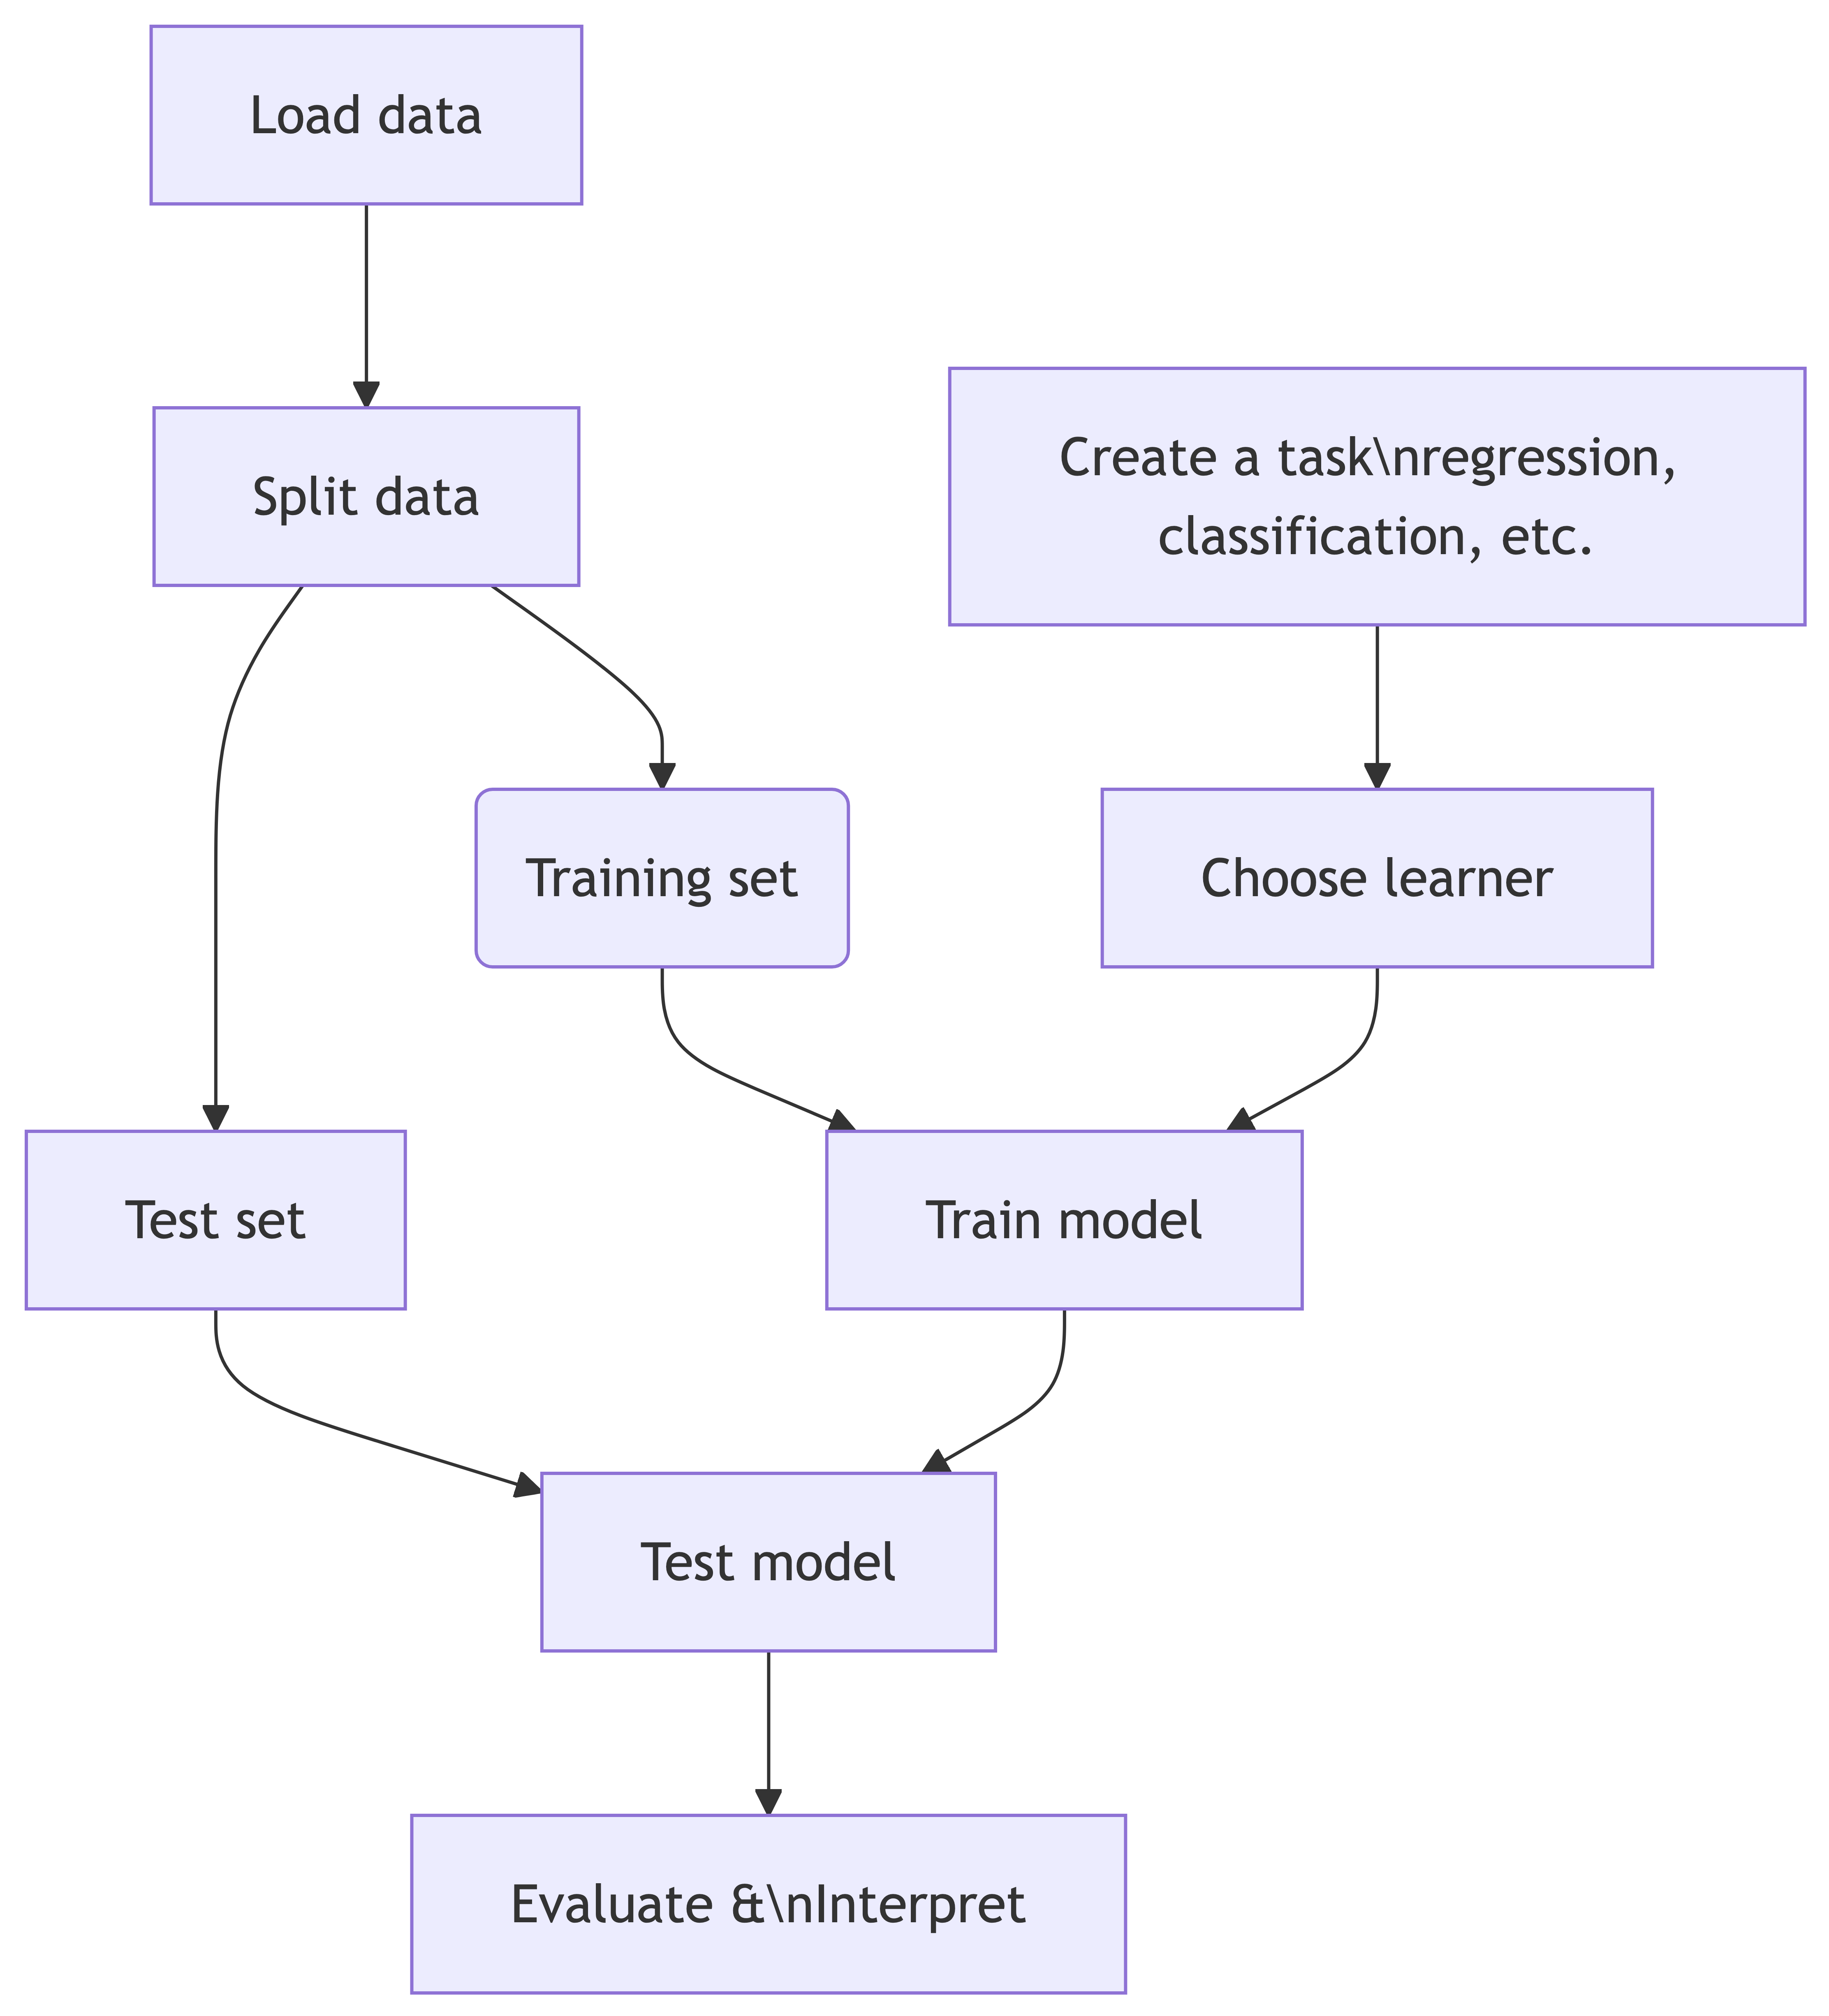 Load data
Split data
Create a task\nregression,
classification, etc.
Training set
Choose learner
Test set
Train model
Test model
Evaluate &\nInterpret